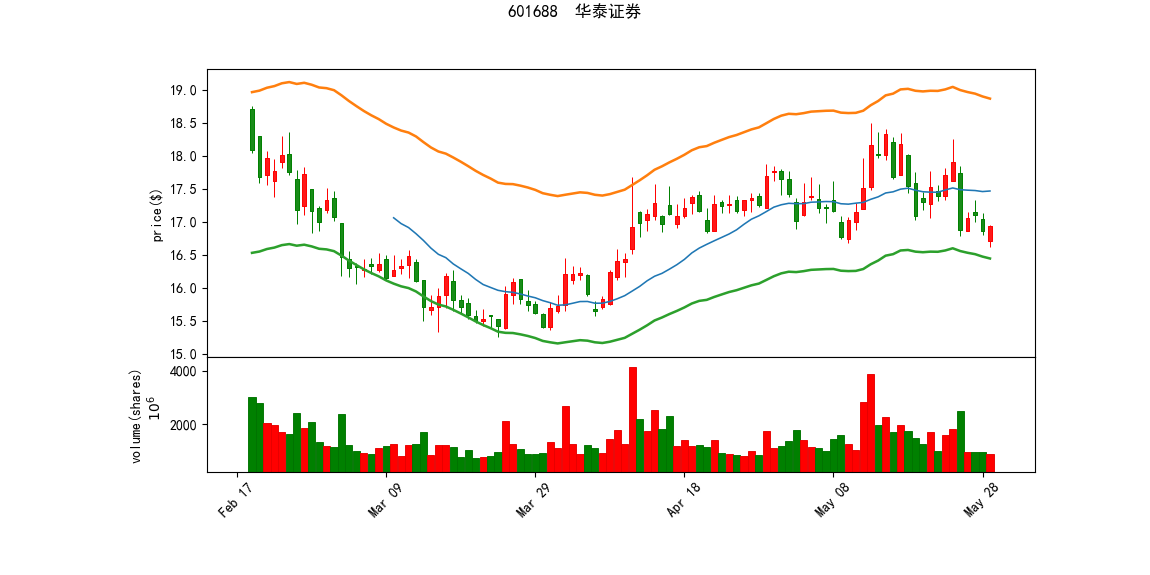 601688 华泰证券
price($)
19.0
18.5
18.0
17.5
17.0
16.5
16.0
15.5
15.0
volume(shares)
10^6
4000
2000
Feb 17
Mar 09
Mar 29
Apr 18
May 08
May 28